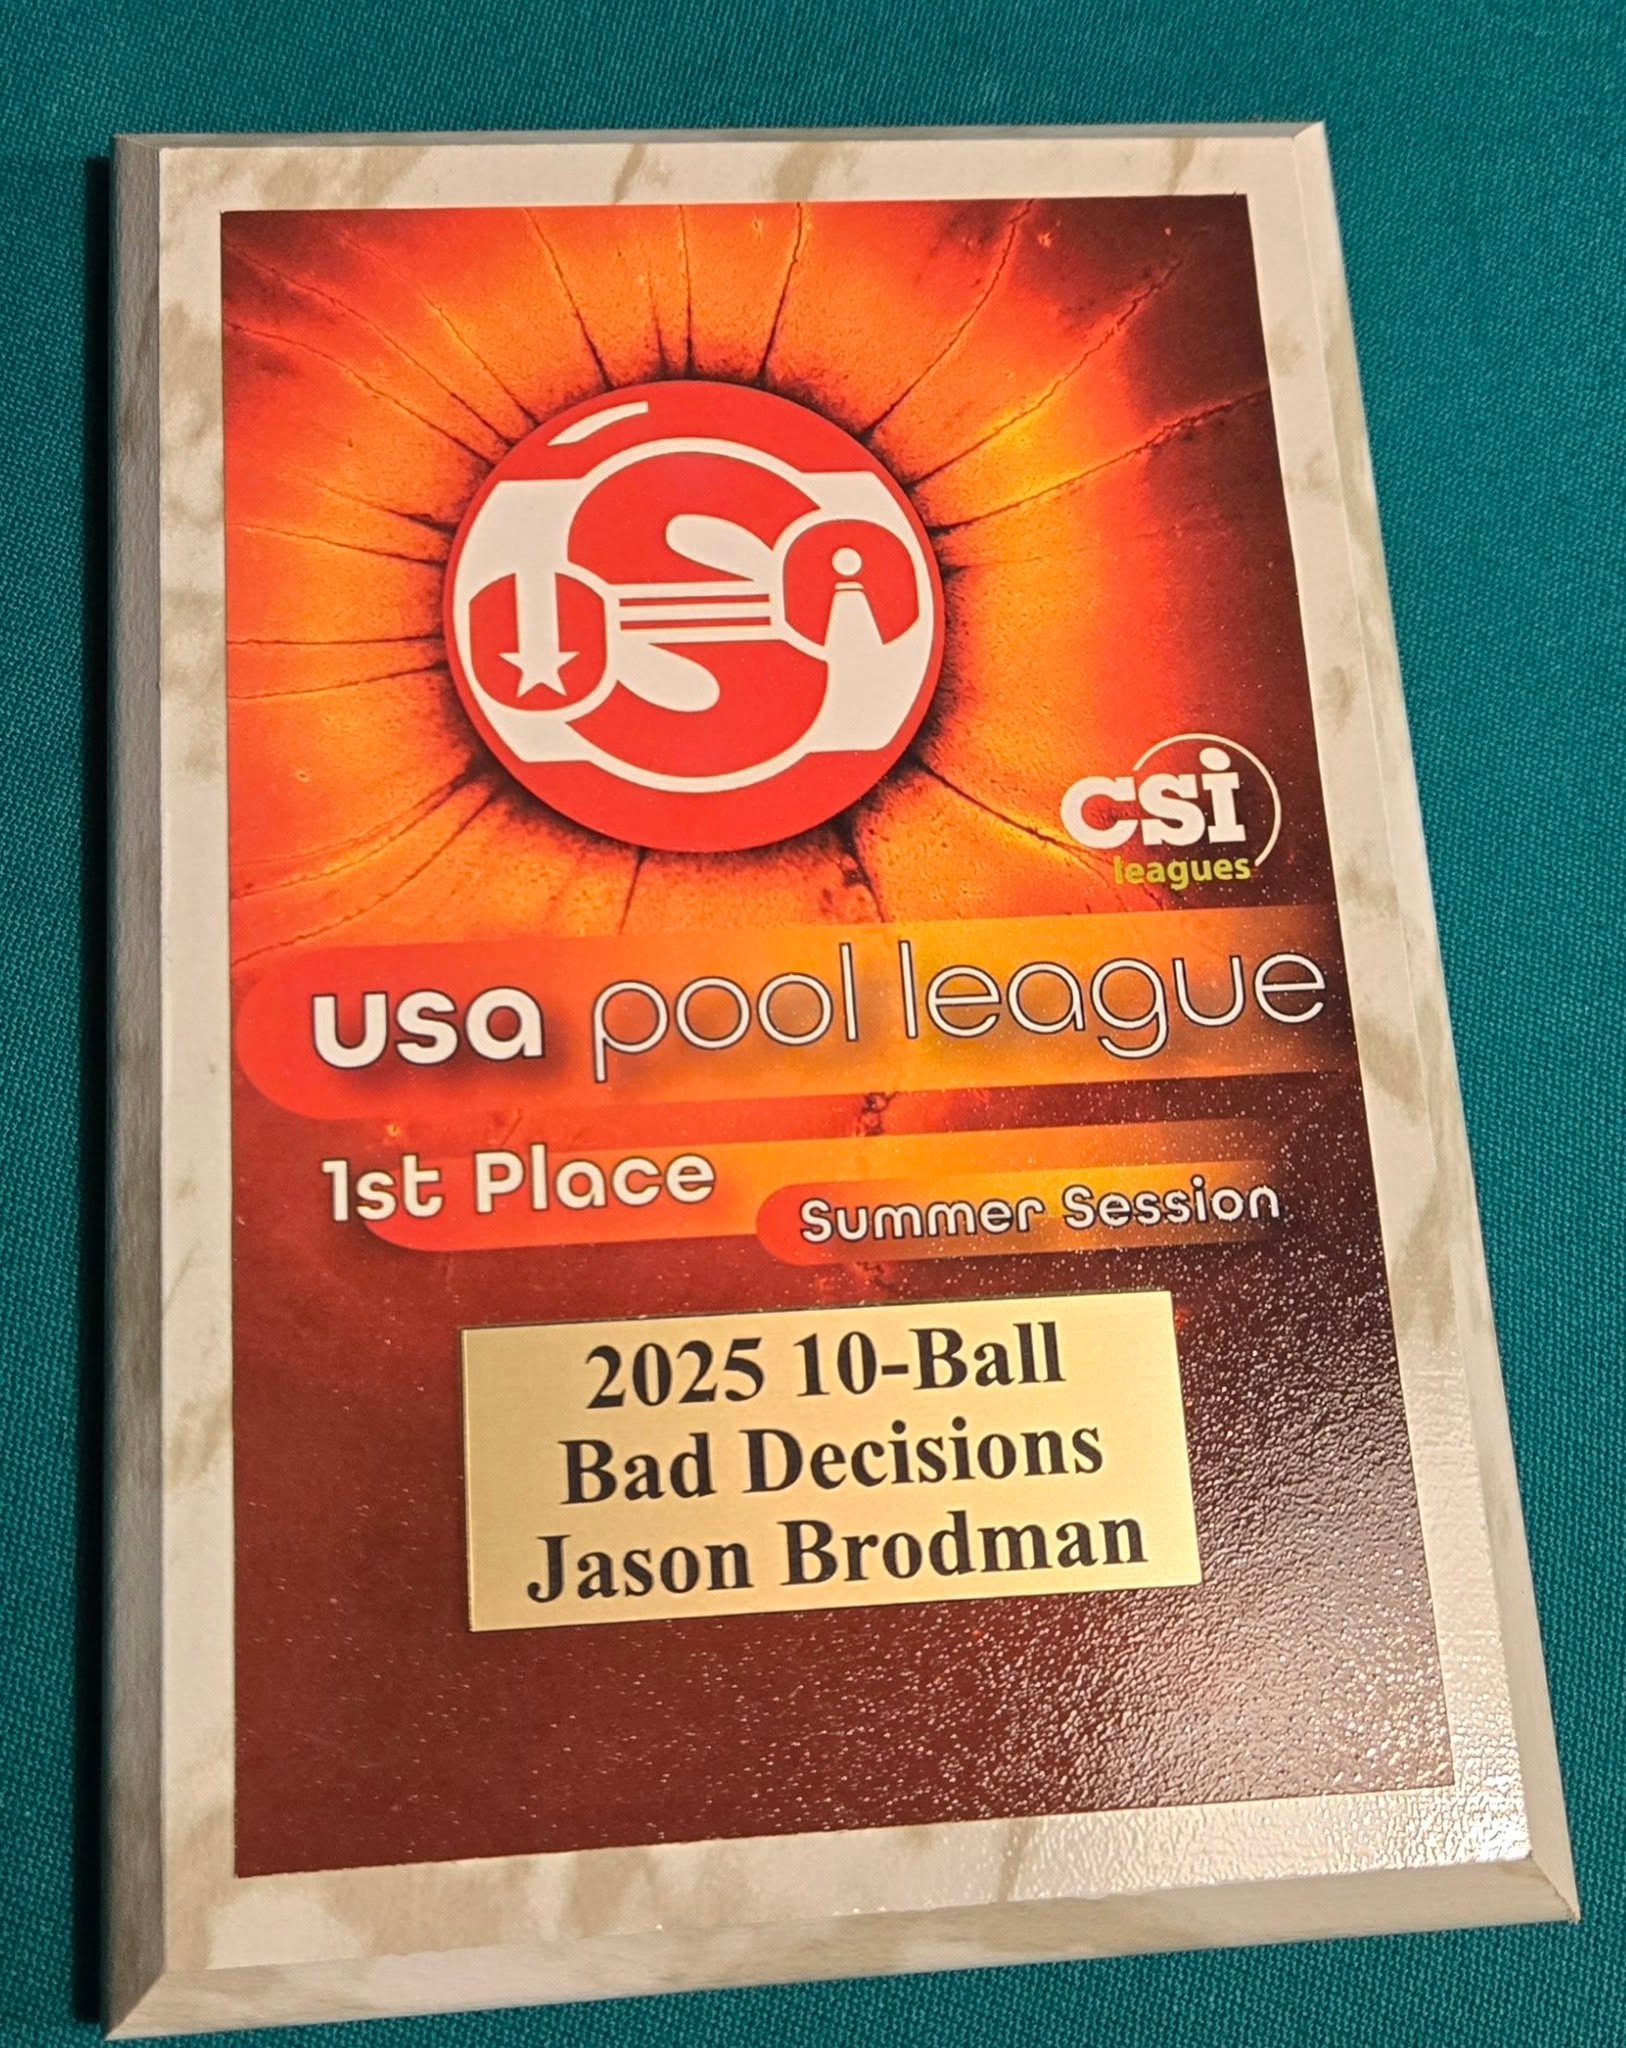 USA
csi
leagues
usa pool league
1st Place
Summer Session
2025 10-Ball
Bad Decisions
Jason Brodman